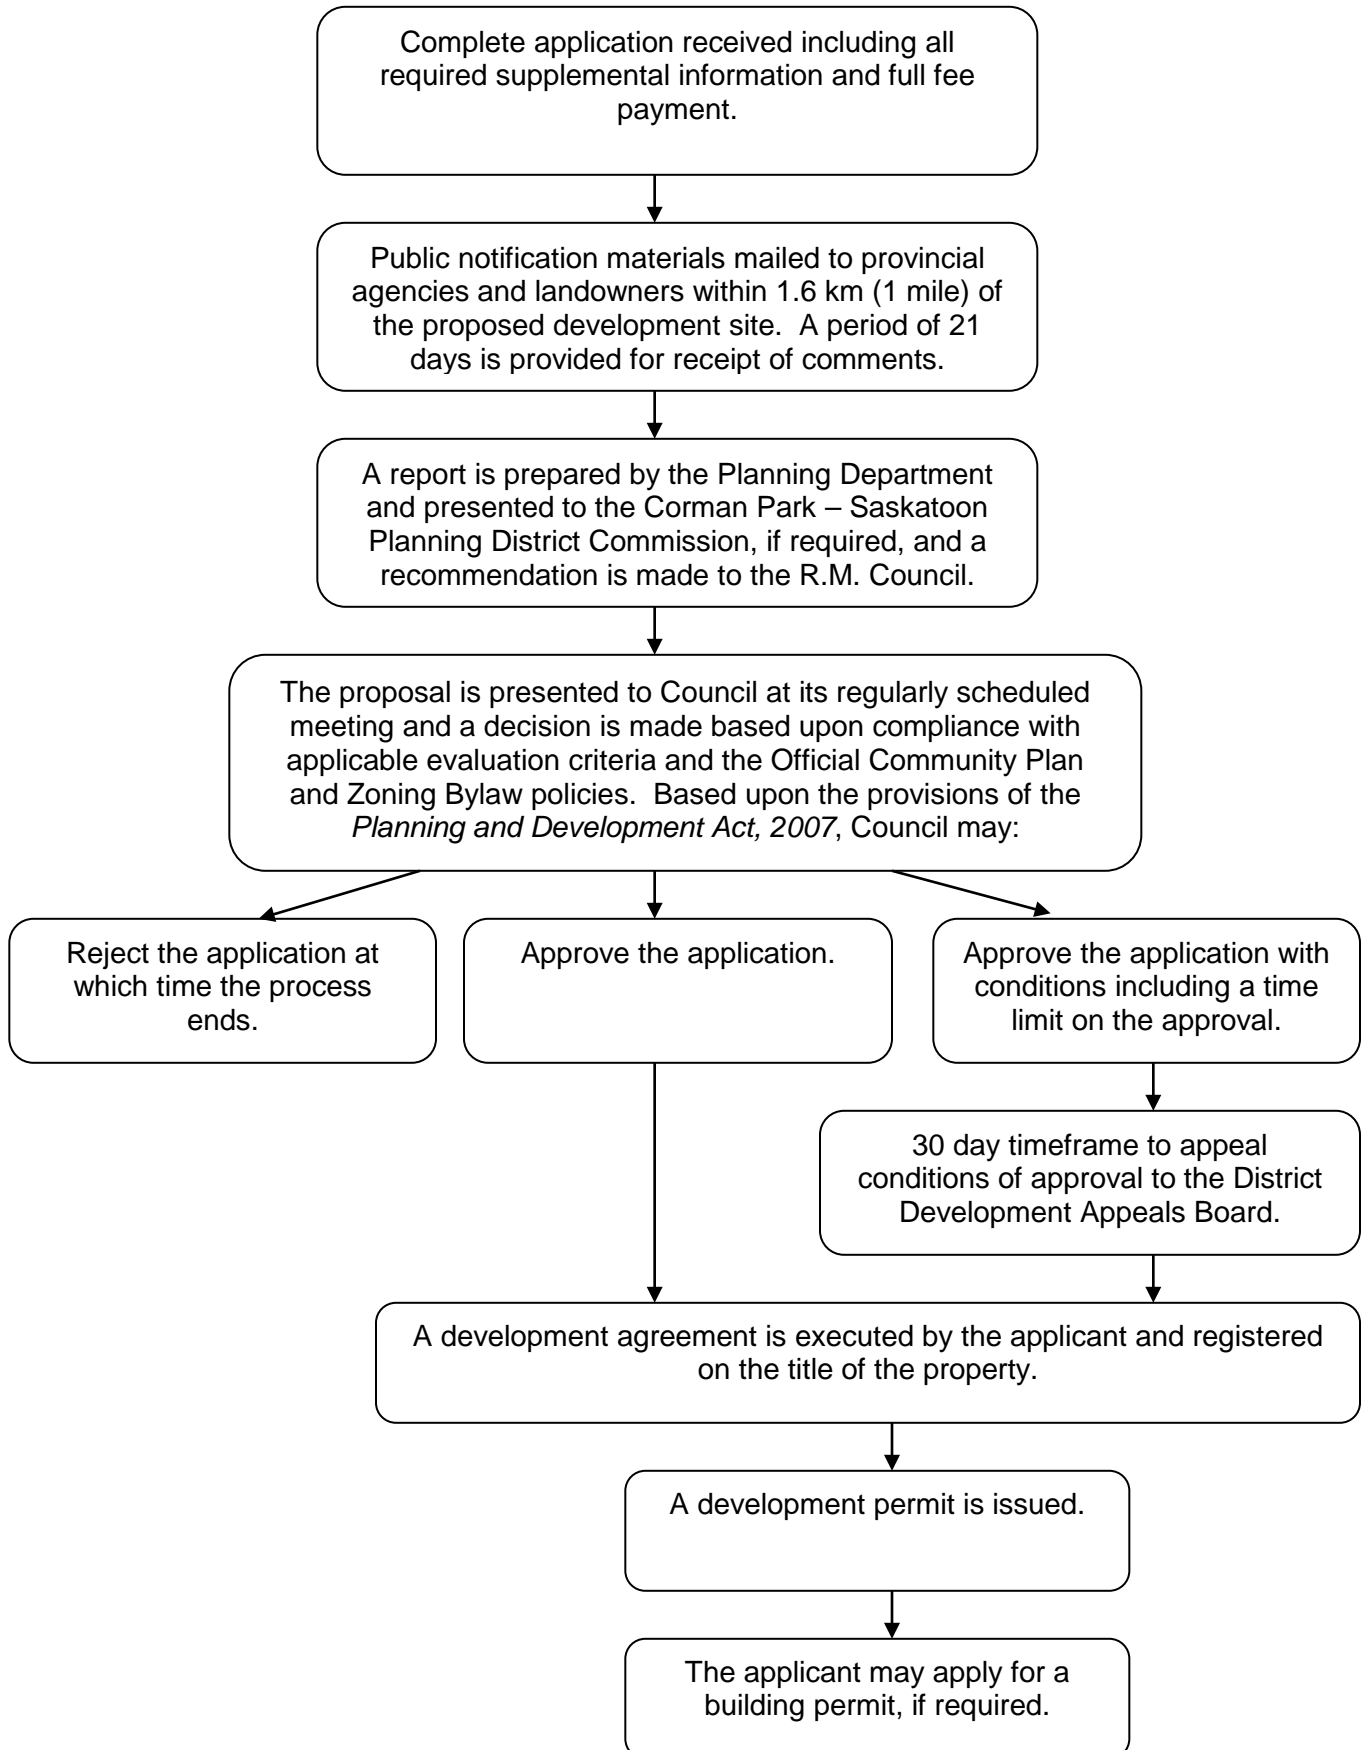 Complete application received including all
required supplemental information and full fee
payment.
Public notification materials mailed to provincial
agencies and landowners within 1.6 km (1 mile) of
the proposed development site.  A period of 21
days is provided for receipt of comments.
A report is prepared by the Planning Department
and presented to the Corman Park – Saskatoon
Planning District Commission, if required, and a
recommendation is made to the R.M. Council.
The proposal is presented to Council at its regularly scheduled
meeting and a decision is made based upon compliance with
applicable evaluation criteria and the Official Community Plan
and Zoning Bylaw policies.  Based upon the provisions of the
Planning and Development Act, 2007, Council may:
Reject the application at
which time the process
ends.
Approve the application.
Approve the application with
conditions including a time
limit on the approval.
30 day timeframe to appeal
conditions of approval to the District
Development Appeals Board.
A development agreement is executed by the applicant and registered
on the title of the property.
A development permit is issued.
The applicant may apply for a
building permit, if required.